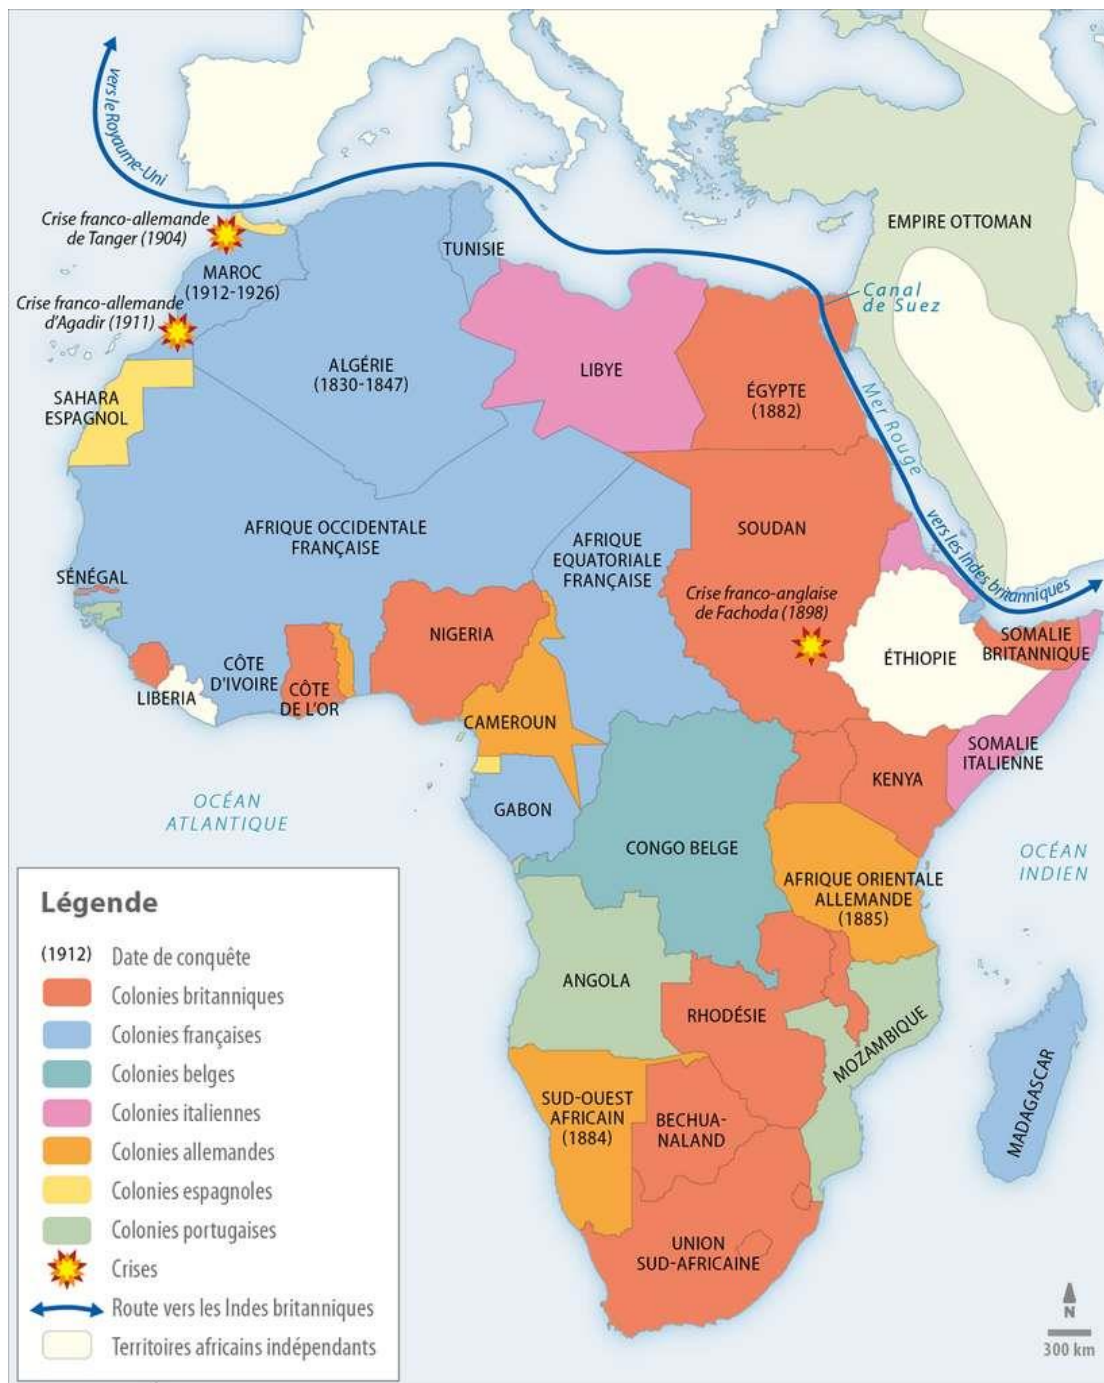 vers le Royaume-Uni
Crise franco-allemande
de Tanger (1904)
MAROC
(1912-1926)
Crise franco-allemande
d'Agadir (1911)
TUNISIE
EMPIRE OTTOMAN
Canal
de Suez
ALGÉRIE
(1830-1847)
LIBYE
ÉGYPTE
(1882)
Mer Rouge
SAHARA
ESPAGNOL
AFRIQUE OCCIDENTALE
FRANÇAISE
AFRIQUE
EQUATORIALE
FRANÇAISE
SOUDAN
vers les Indes britanniques
SÉNÉGAL
Crise franco-anglaise
de Fachoda (1898)
NIGERIA
ÉTHIOPIE
SOMALIE
BRITANNIQUE
LIBERIA
CÔTE
D'IVOIRE
CÔTE
DE L'OR
CAMEROUN
SOMALIE
ITALIENNE
KENYA
OCÉAN
ATLANTIQUE
GABON
CONGO BELGE
OCÉAN
INDIEN
AFRIQUE ORIENTALE
ALLEMANDE
(1885)
ANGOLA
RHODÉSIE
MOZAMBIQUE
MADAGASCAR
SUD-OUEST
AFRICAIN
(1884)
BECHUA-
NALAND
UNION
SUD-AFRICAINE
Légende
(1912) Date de conquête
Colonies britanniques
Colonies françaises
Colonies belges
Colonies italiennes
Colonies allemandes
Colonies espagnoles
Colonies portugaises
Crises
Route vers les Indes britanniques
Territoires africains indépendants
N
300 km